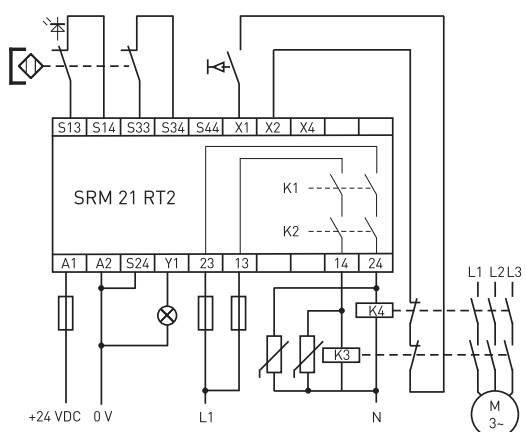 S13 S14 S33 S34 S44 X1 X2 X4
K1
SRM 21 RT2
K2
A1 A2 S24 Y1 23 13 14 24
L1 L2 L3
K4
K3
+24 VDC 0 V L1 N
M
3~